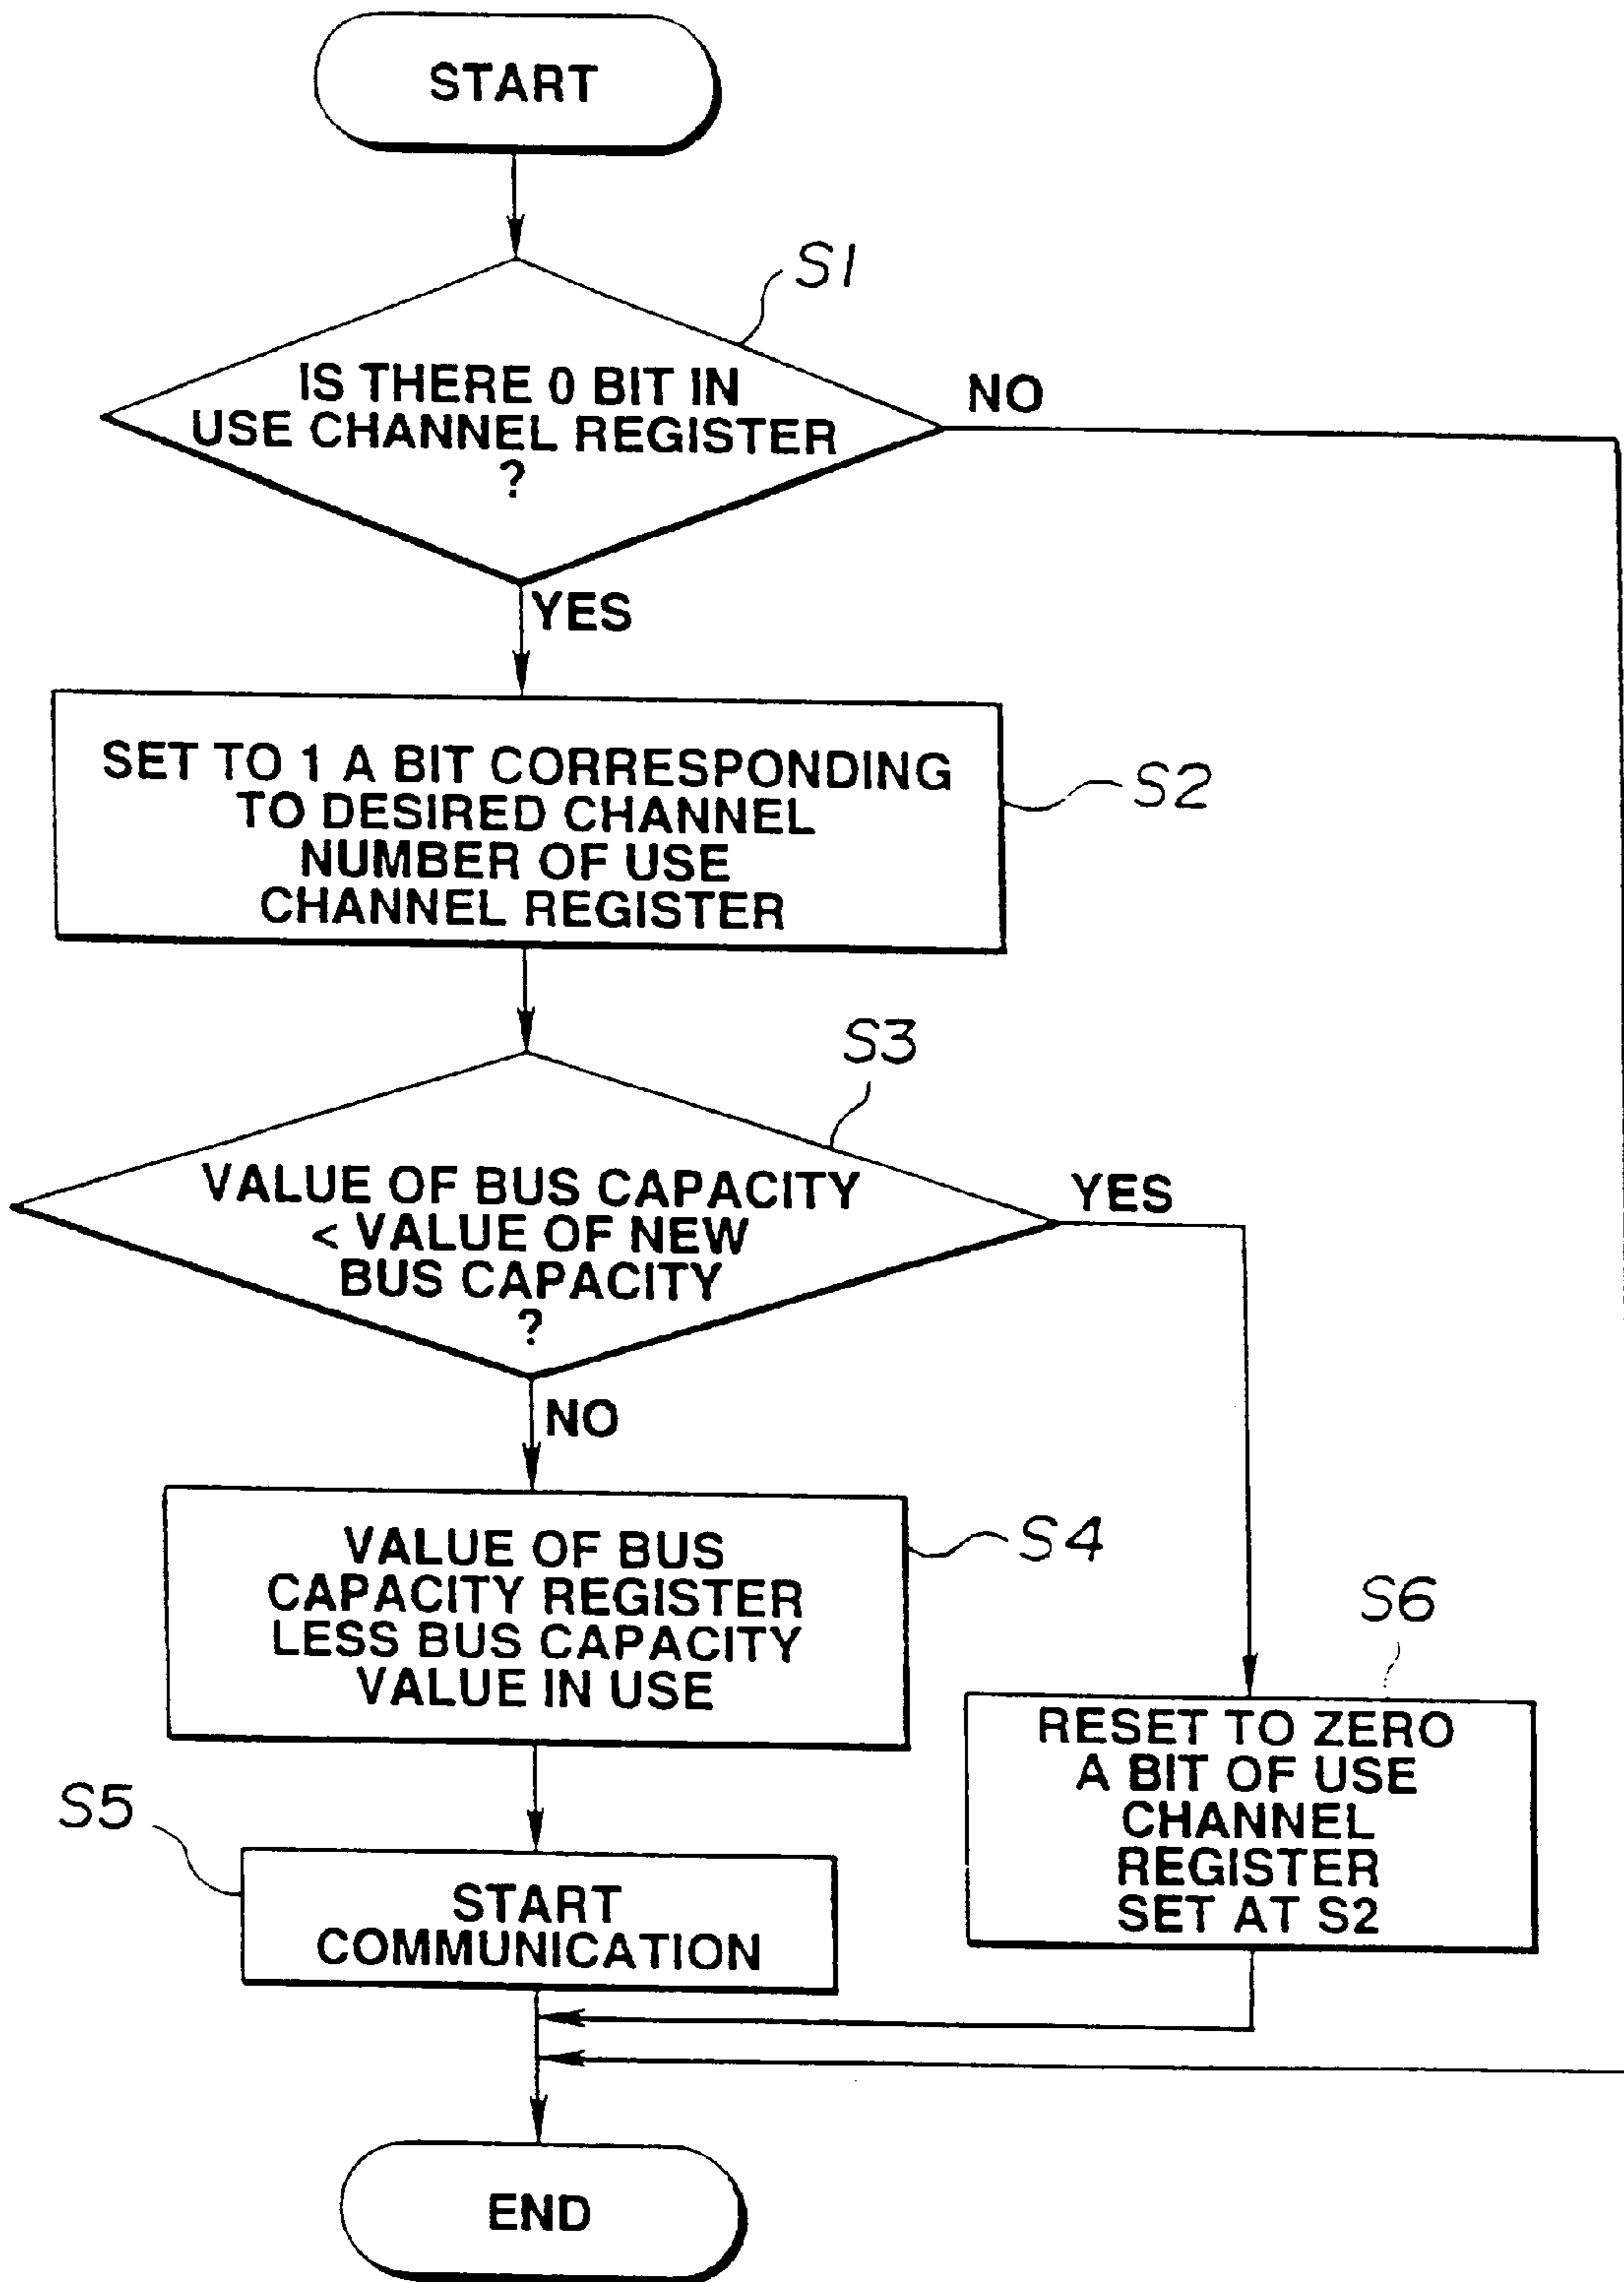 START
S1
IS THERE 0 BIT IN
USE CHANNEL REGISTER
?
NO
YES
SET TO 1 A BIT CORRESPONDING
TO DESIRED CHANNEL
NUMBER OF USE
CHANNEL REGISTER
S2
S3
VALUE OF BUS CAPACITY
< VALUE OF NEW
BUS CAPACITY
?
YES
NO
VALUE OF BUS
CAPACITY REGISTER
LESS BUS CAPACITY
VALUE IN USE
S4
S6
RESET TO ZERO
A BIT OF USE
CHANNEL
REGISTER
SET AT S2
S5
START
COMMUNICATION
END